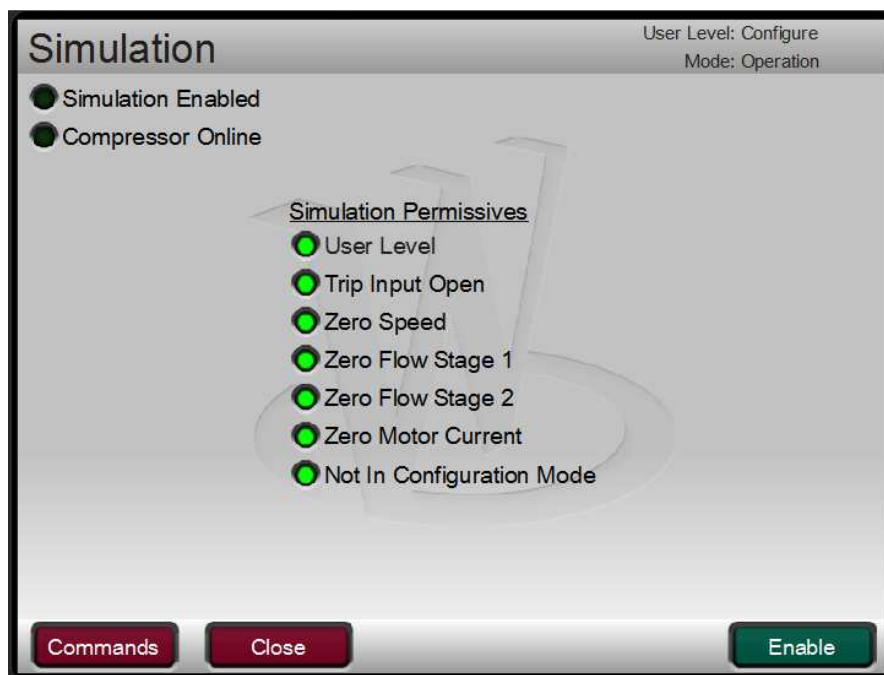 Simulation
User Level: Configure
Mode: Operation
Simulation Enabled
Compressor Online
Simulation Permissives
User Level
Trip Input Open
Zero Speed
Zero Flow Stage 1
Zero Flow Stage 2
Zero Motor Current
Not In Configuration Mode
Commands
Close
Enable